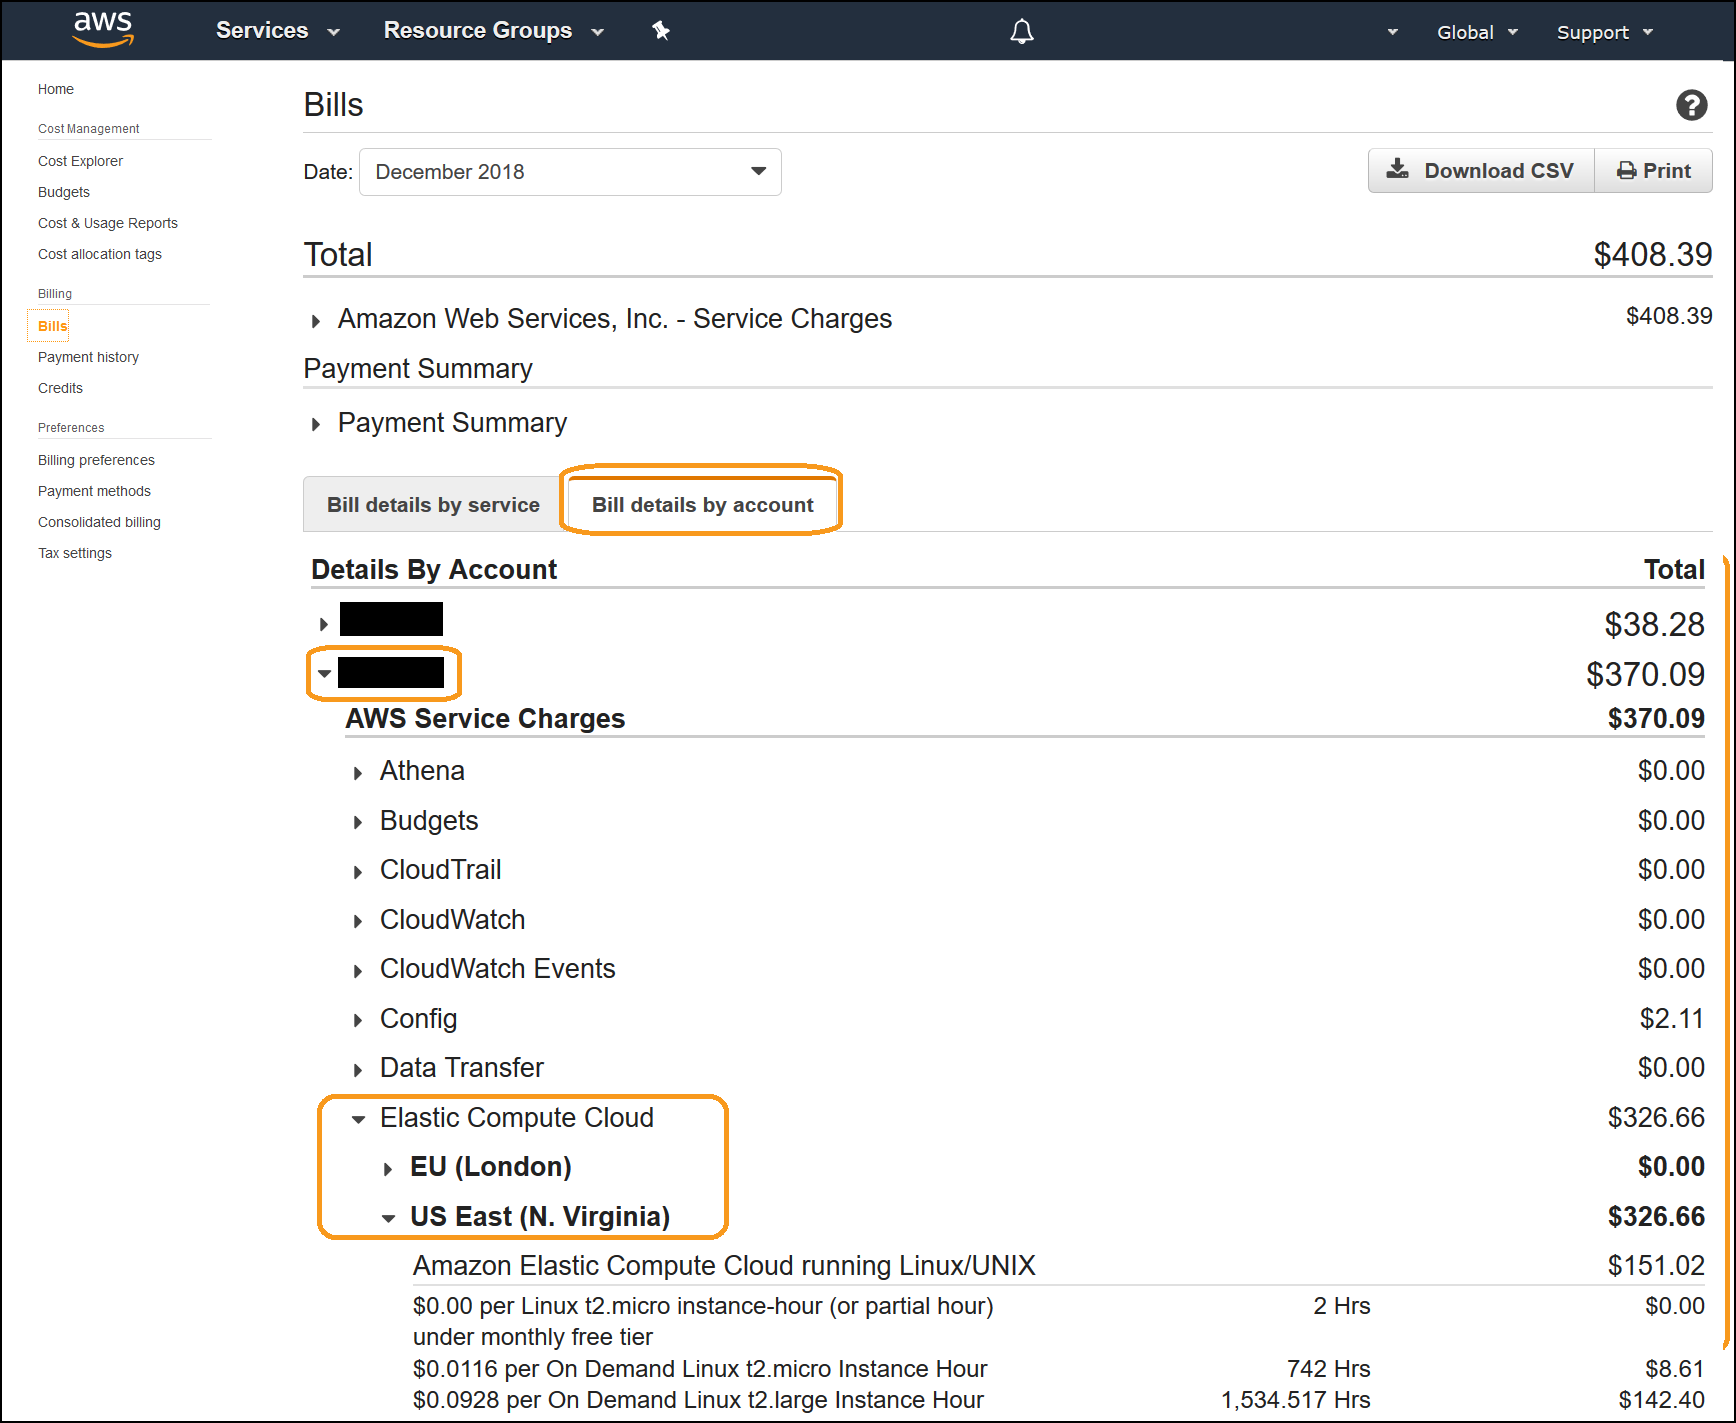 aws
Services
Resource Groups
Global
Support
Home
Cost Management
Cost Explorer
Budgets
Cost & Usage Reports
Cost allocation tags
Billing
Bills
Payment history
Credits
Preferences
Billing preferences
Payment methods
Consolidated billing
Tax settings
Bills
?
Date: December 2018
Download CSV Print
Total $408.39
Amazon Web Services, Inc. - Service Charges $408.39
Payment Summary
Payment Summary
Bill details by service Bill details by account
Details By Account Total
$38.28
$370.09
AWS Service Charges $370.09
Athena $0.00
Budgets $0.00
CloudTrail $0.00
CloudWatch $0.00
CloudWatch Events $0.00
Config $2.11
Data Transfer $0.00
Elastic Compute Cloud $326.66
EU (London) $0.00
US East (N. Virginia) $326.66
Amazon Elastic Compute Cloud running Linux/UNIX $151.02
$0.00 per Linux t2.micro instance-hour (or partial hour) 2 Hrs $0.00
under monthly free tier
$0.0116 per On Demand Linux t2.micro Instance Hour 742 Hrs $8.61
$0.0928 per On Demand Linux t2.large Instance Hour 1,534.517 Hrs $142.40